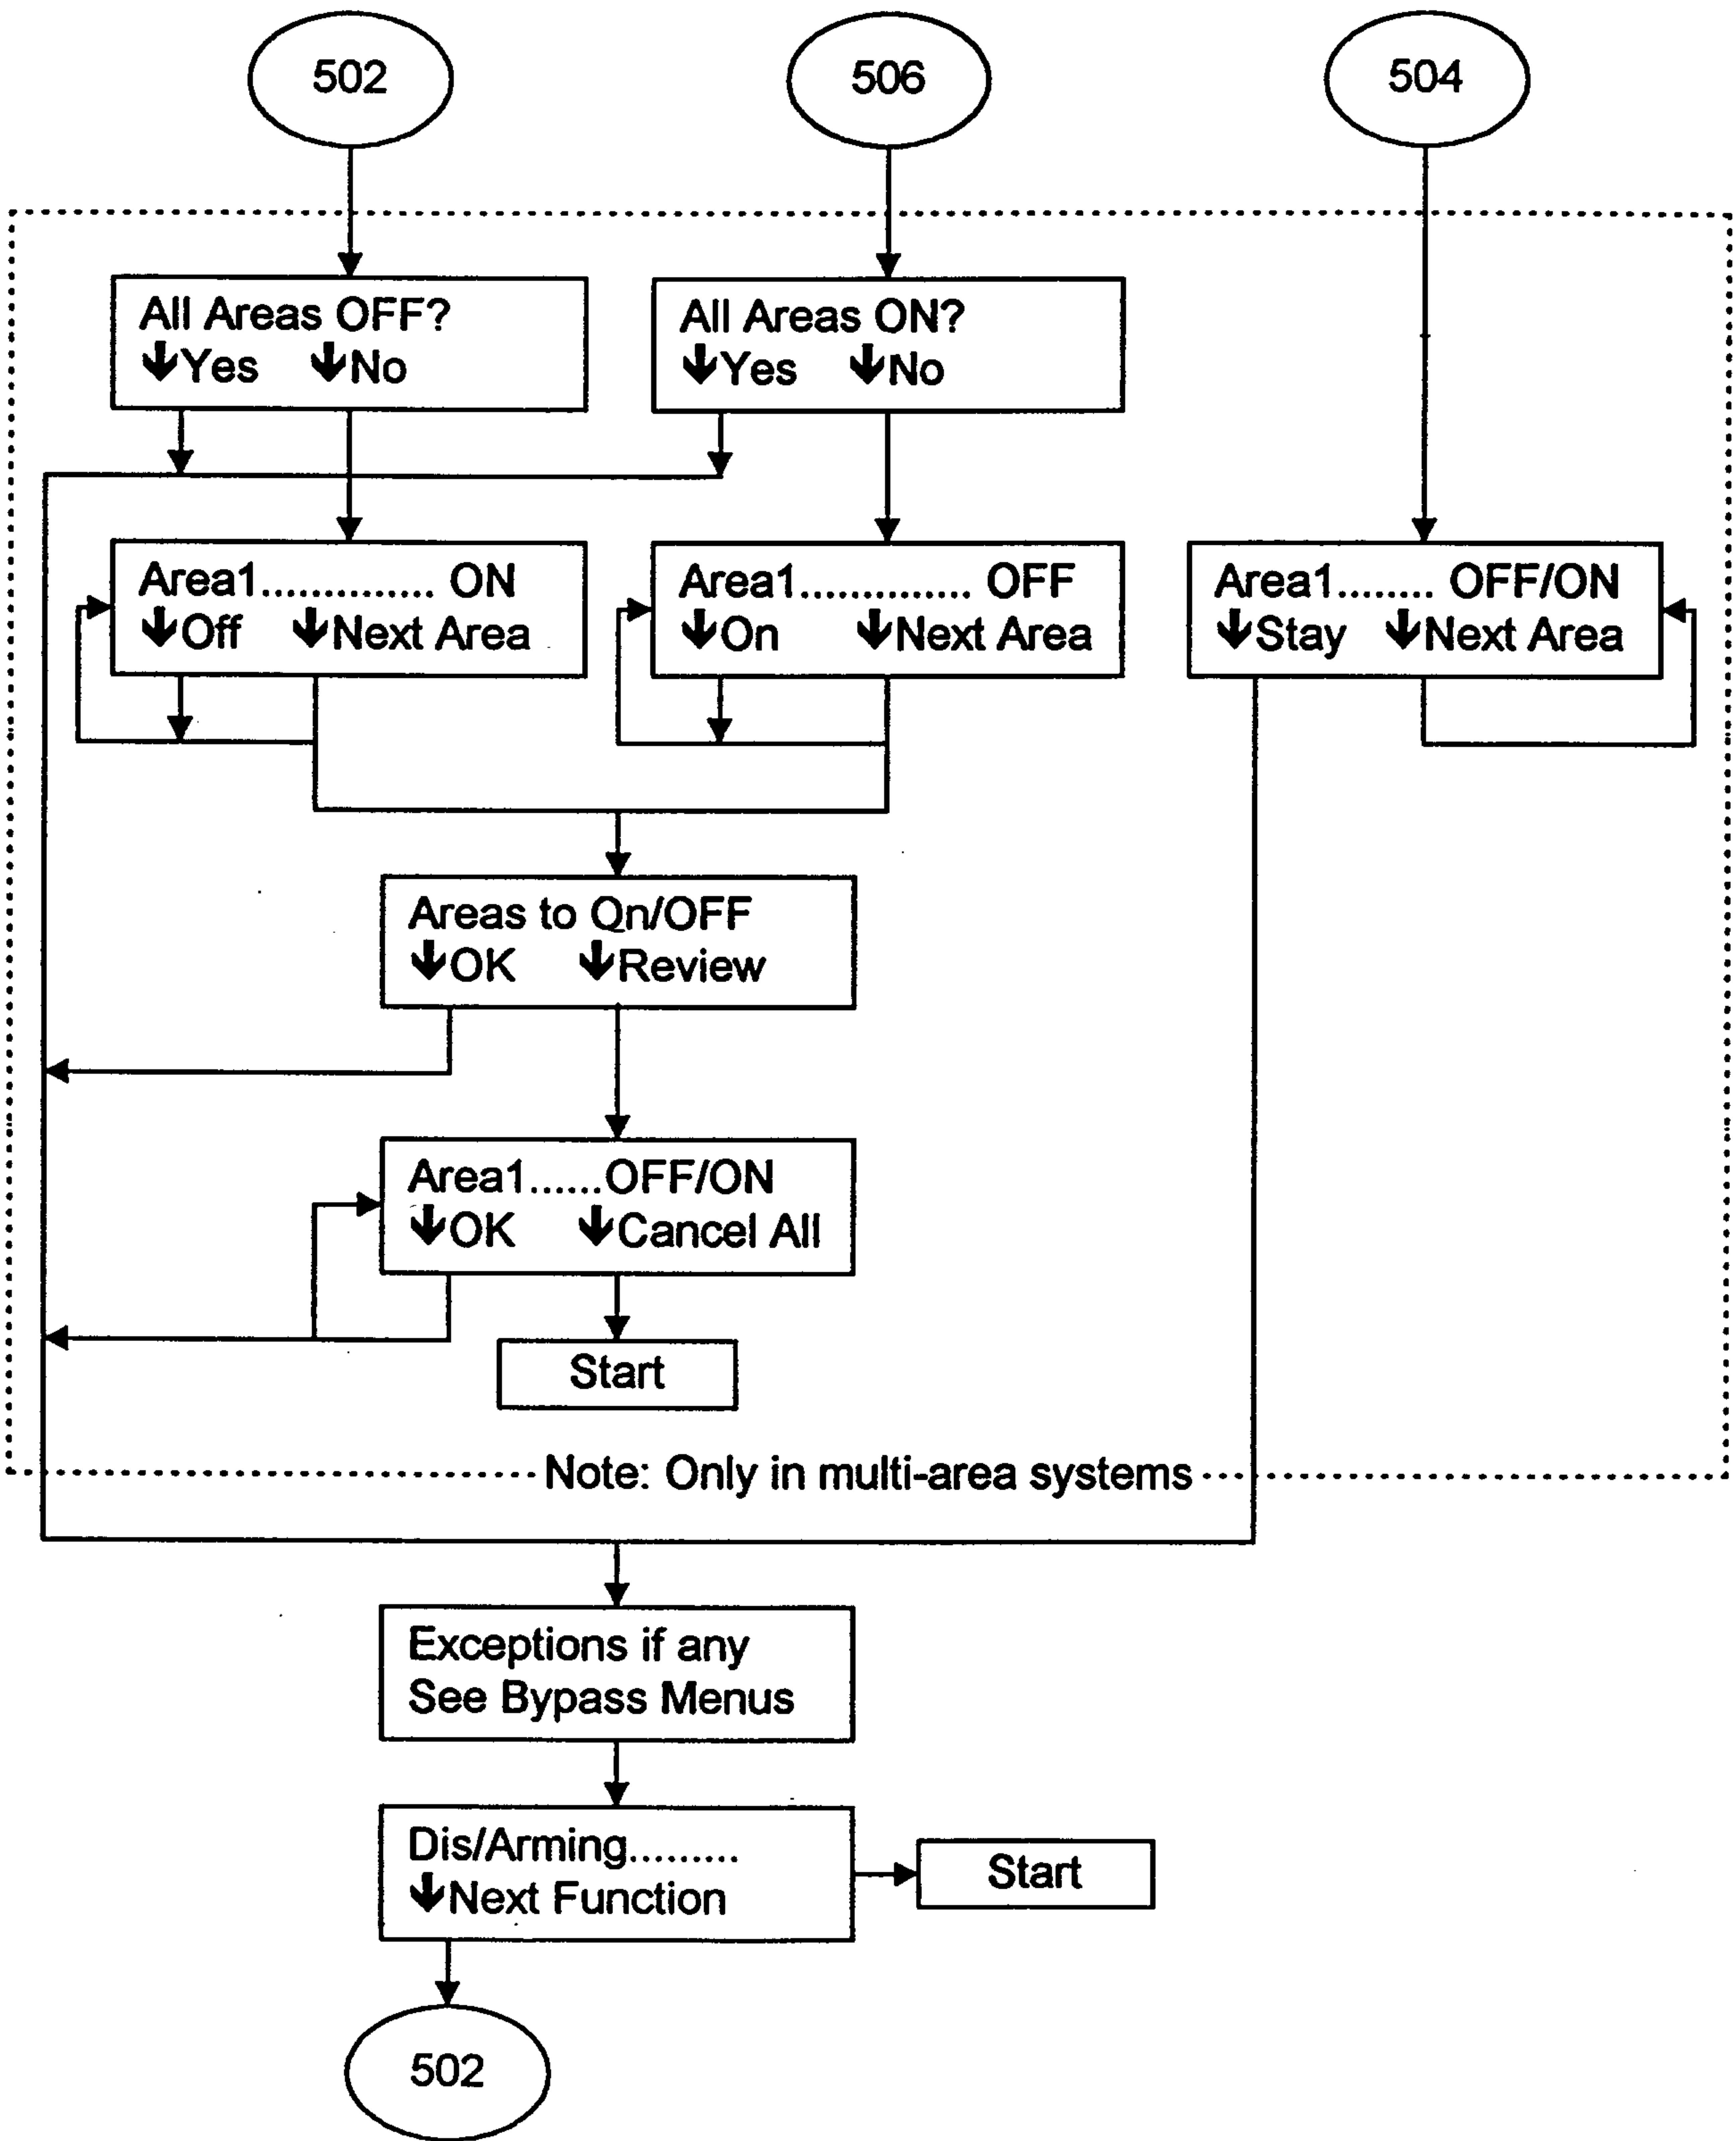 502
506
504
All Areas OFF?
↓Yes ↓No
All Areas ON?
↓Yes ↓No
Area1.............. ON
↓Off ↓Next Area
Area1.............. OFF
↓On ↓Next Area
Area1........ OFF/ON
↓Stay ↓Next Area
Areas to On/OFF
↓OK ↓Review
Area1......OFF/ON
↓OK ↓Cancel All
Start
Note: Only in multi-area systems
Exceptions if any
See Bypass Menus
Dis/Arming.........
↓Next Function
Start
502